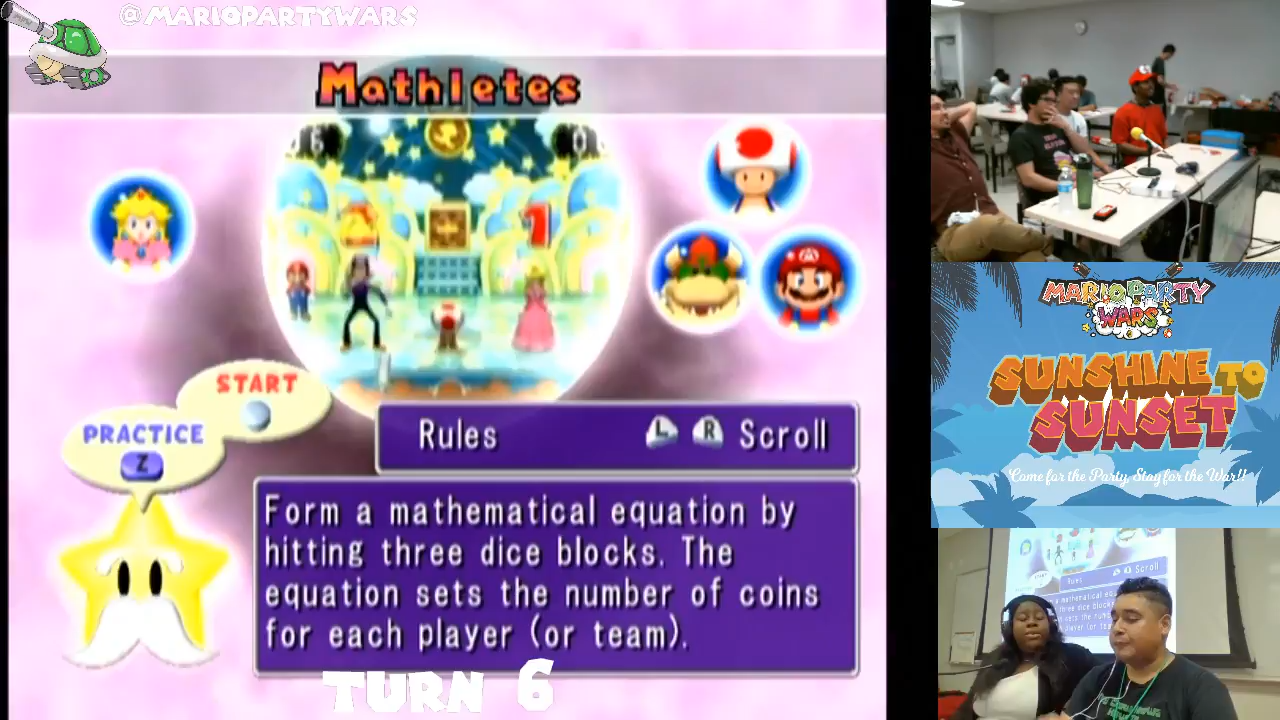 @MARIOPARTYWARS
Mathletes
START
PRACTICE
Z
Rules L R Scroll
Form a mathematical equation by
hitting three dice blocks. The
equation sets the number of coins
for each player (or team).
TURN 6
MARIO PARTY
WARS
SUNSHINE TO
SUNSET
Come for the Party, Stay for the War!!
Rules
Scroll